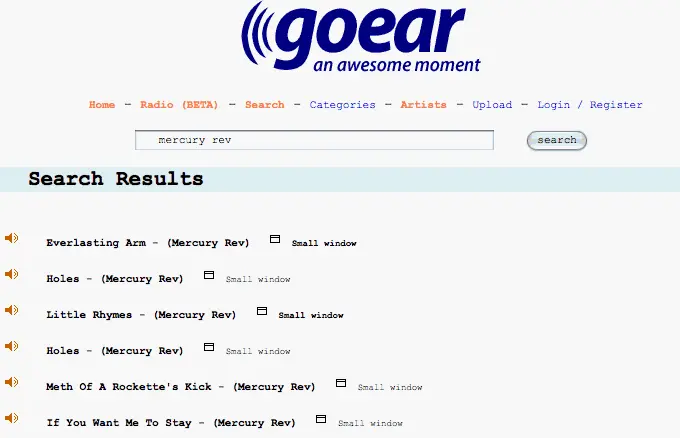 goear
an awesome moment
Home - Radio (BETA) - Search - Categories - Artists - Upload - Login / Register
mercury rev search
Search Results
Everlasting Arm - (Mercury Rev) Small window
Holes - (Mercury Rev) Small window
Little Rhymes - (Mercury Rev) Small window
Holes - (Mercury Rev) Small window
Meth Of A Rockette's Kick - (Mercury Rev) Small window
If You Want Me To Stay - (Mercury Rev) Small window